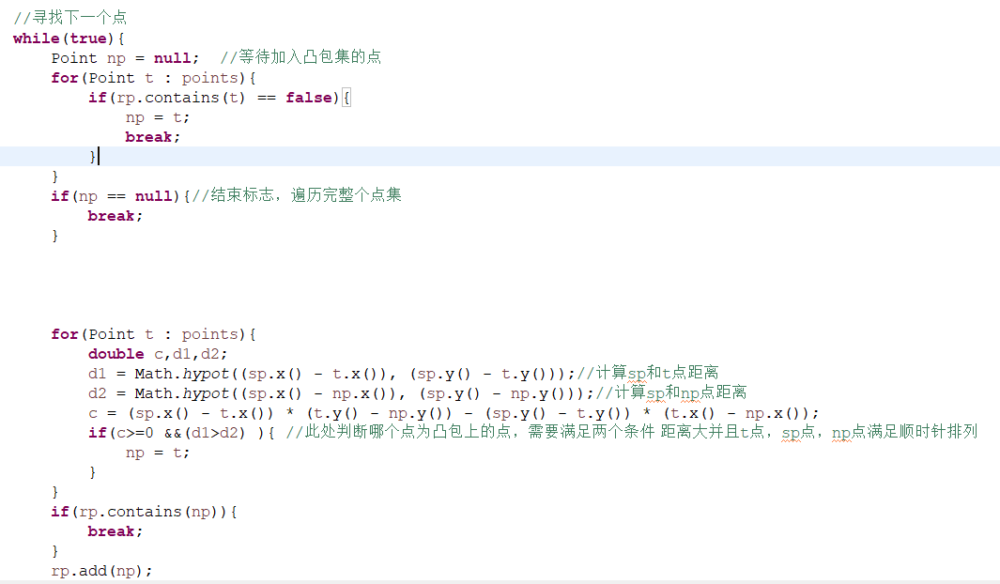 //寻找下一个点
while(true){
Point np = null;  //等待加入凸包集的点
for(Point t : points){
if(rp.contains(t) == false){
np = t;
break;
}
}
if(np == null){//结束标志，遍历完整个点集
break;
}
for(Point t : points){
double c,d1,d2;
d1 = Math.hypot((sp.x() - t.x()), (sp.y() - t.y()));//计算sp和t点距离
d2 = Math.hypot((sp.x() - np.x()), (sp.y() - np.y()));//计算sp和np点距离
c = (sp.x() - t.x()) * (t.y() - np.y()) - (sp.y() - t.y()) * (t.x() - np.x());
if(c>=0 &&(d1>d2) ){ //此处判断哪个点为凸包上的点，需要满足两个条件 距离大并且t点，sp点，np点满足顺时针排列
np = t;
}
}
if(rp.contains(np)){
break;
}
rp.add(np);